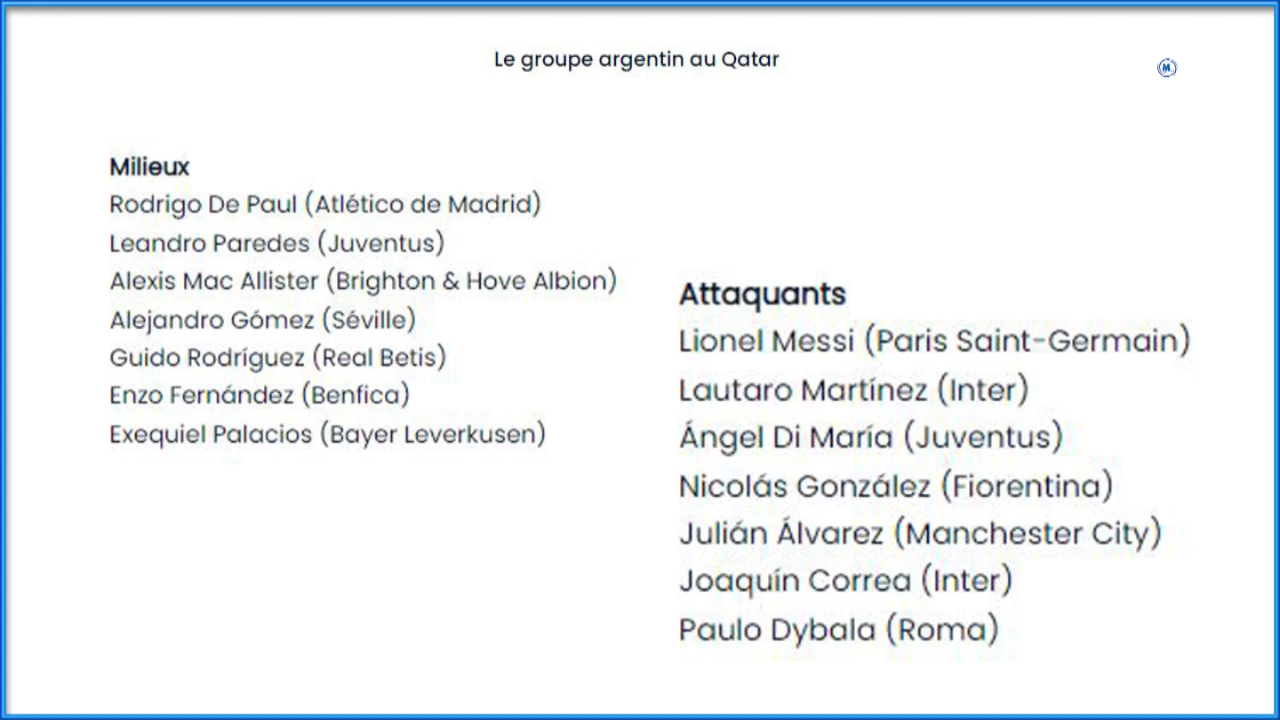 Le groupe argentin au Qatar
M
Milieux
Rodrigo De Paul (Atlético de Madrid)
Leandro Paredes (Juventus)
Alexis Mac Allister (Brighton & Hove Albion)
Alejandro Gómez (Séville)
Guido Rodríguez (Real Betis)
Enzo Fernández (Benfica)
Exequiel Palacios (Bayer Leverkusen)
Attaquants
Lionel Messi (Paris Saint-Germain)
Lautaro Martínez (Inter)
Ángel Di María (Juventus)
Nicolás González (Fiorentina)
Julián Álvarez (Manchester City)
Joaquín Correa (Inter)
Paulo Dybala (Roma)